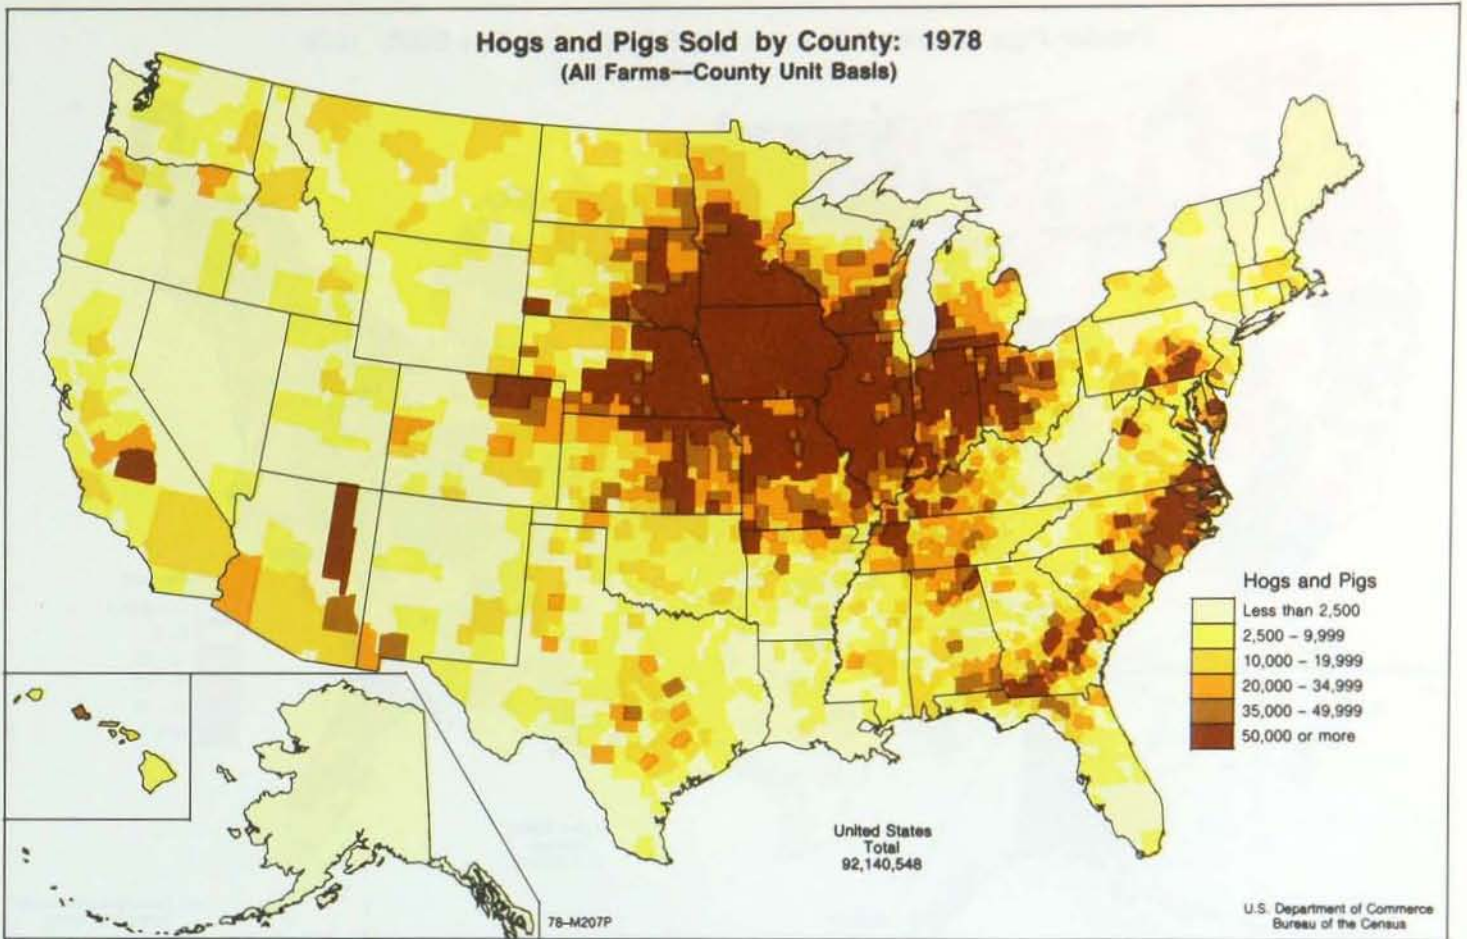 Hogs and Pigs Sold by County: 1978
(All Farms—County Unit Basis)
Hogs and Pigs
Less than 2,500
2,500 – 9,999
10,000 – 19,999
20,000 – 34,999
35,000 – 49,999
50,000 or more
United States
Total
92,140,548
78–M207P
U.S. Department of Commerce
Bureau of the Census